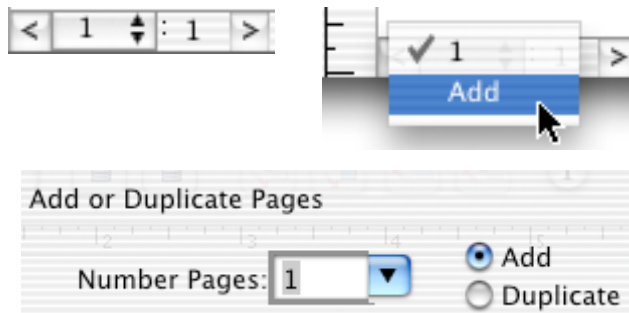 < 1 : 1 >
✓ 1
Add
Add or Duplicate Pages
Number Pages: 1
Add
Duplicate